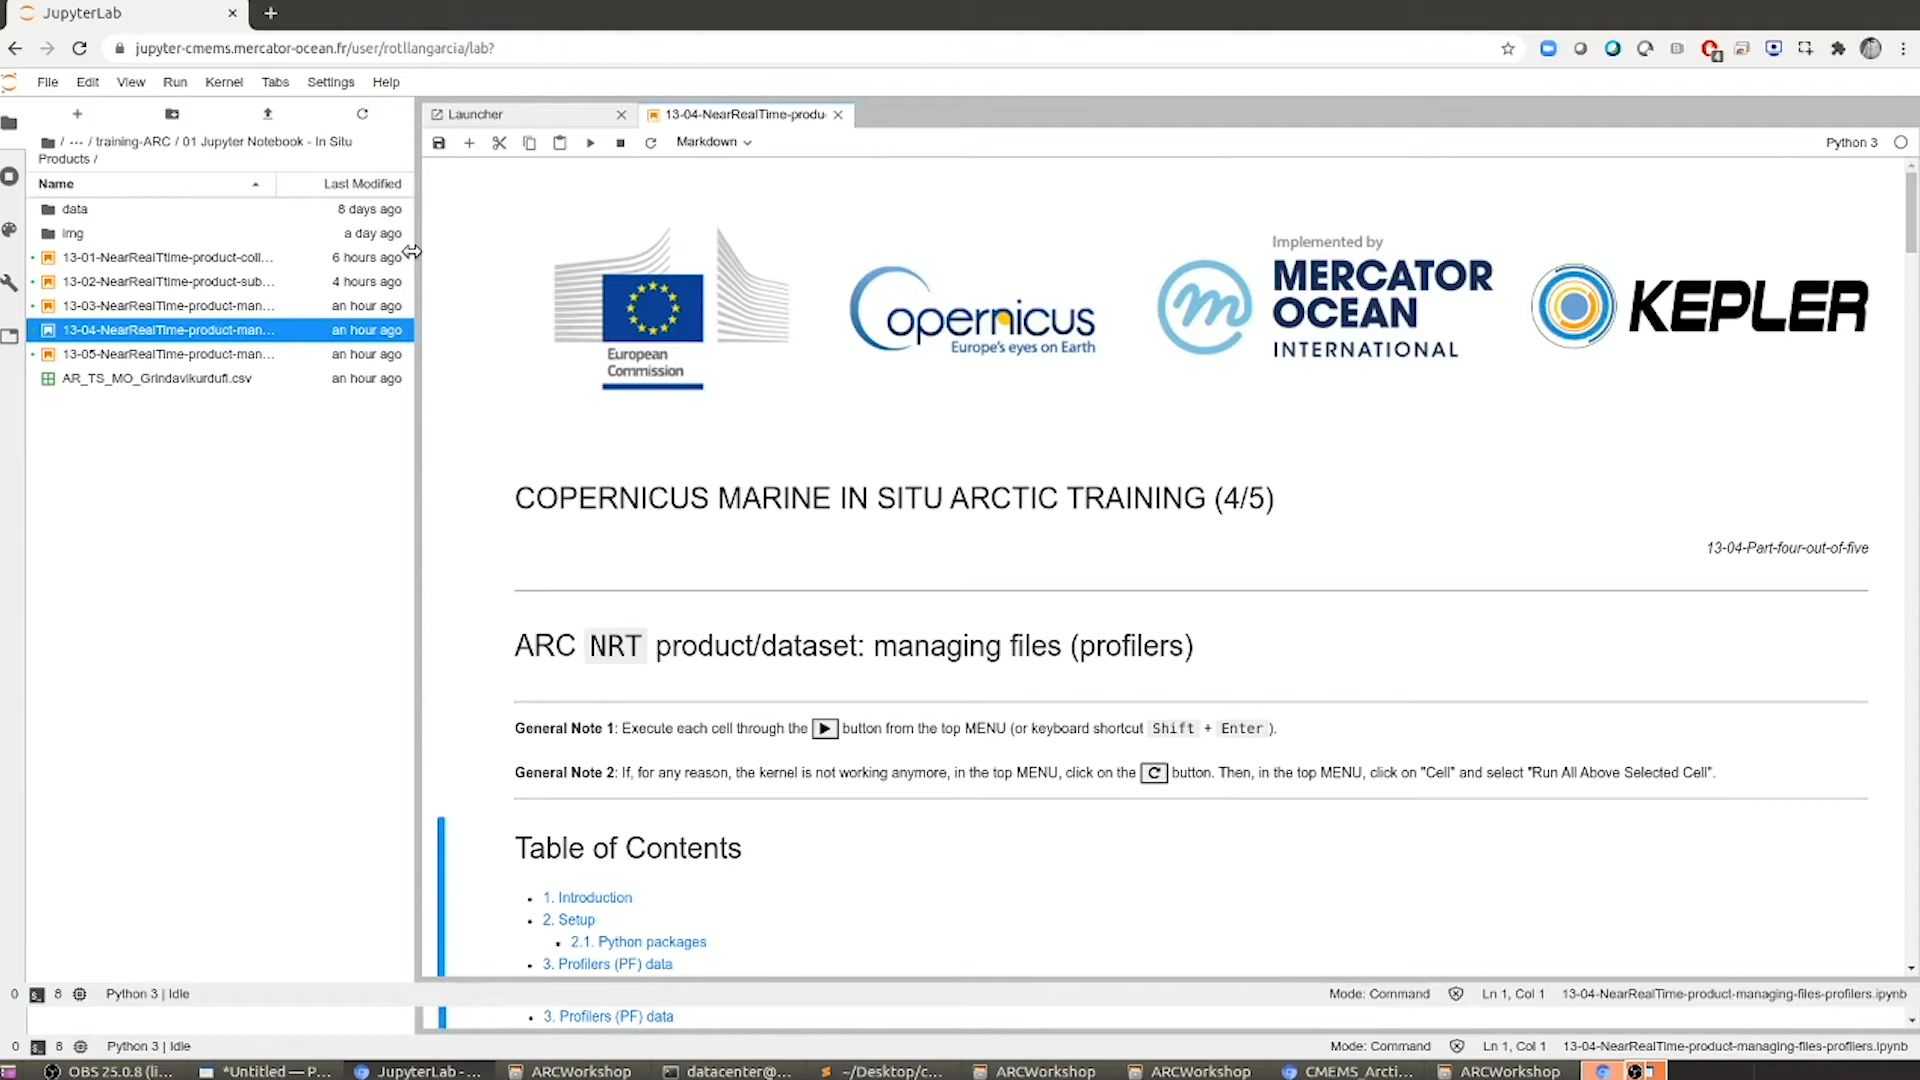 JupyterLab
jupyter-cmems.mercator-ocean.fr/user/rotllangarcia/lab?
File Edit View Run Kernel Tabs Settings Help
Launcher
13-04-NearRealTime-produ
/ ··· / training-ARC / 01 Jupyter Notebook - In Situ
Products /
Markdown
Python 3
Name Last Modified
data 8 days ago
img a day ago
13-01-NearRealTtime-product-coll... 6 hours ago
13-02-NearRealTtime-product-sub... 4 hours ago
13-03-NearRealTime-product-man... an hour ago
13-04-NearRealTime-product-man... an hour ago
13-05-NearRealTime-product-man... an hour ago
AR_TS_MO_Grindavikurdufl.csv an hour ago
European
Commission
opernicus
Europe's eyes on Earth
Implemented by
MERCATOR
OCEAN
INTERNATIONAL
KEPLER
COPERNICUS MARINE IN SITU ARCTIC TRAINING (4/5)
13-04-Part-four-out-of-five
ARC NRT product/dataset: managing files (profilers)
General Note 1: Execute each cell through the button from the top MENU (or keyboard shortcut Shift + Enter ).
General Note 2: If, for any reason, the kernel is not working anymore, in the top MENU, click on the button. Then, in the top MENU, click on "Cell" and select "Run All Above Selected Cell".
Table of Contents
• 1. Introduction
• 2. Setup
▪ 2.1. Python packages
• 3. Profilers (PF) data
0 8 Python 3 | Idle Mode: Command Ln 1, Col 1 13-04-NearRealTime-product-managing-files-profilers.ipynb
• 3. Profilers (PF) data
0 8 Python 3 | Idle Mode: Command Ln 1, Col 1 13-04-NearRealTime-product-managing-files-profilers.ipynb
OBS 25.0.8 (li... *Untitled — P... JupyterLab - ... ARCWorkshop datacenter@... ~/Desktop/c... ARCWorkshop ARCWorkshop CMEMS_Arcti... ARCWorkshop